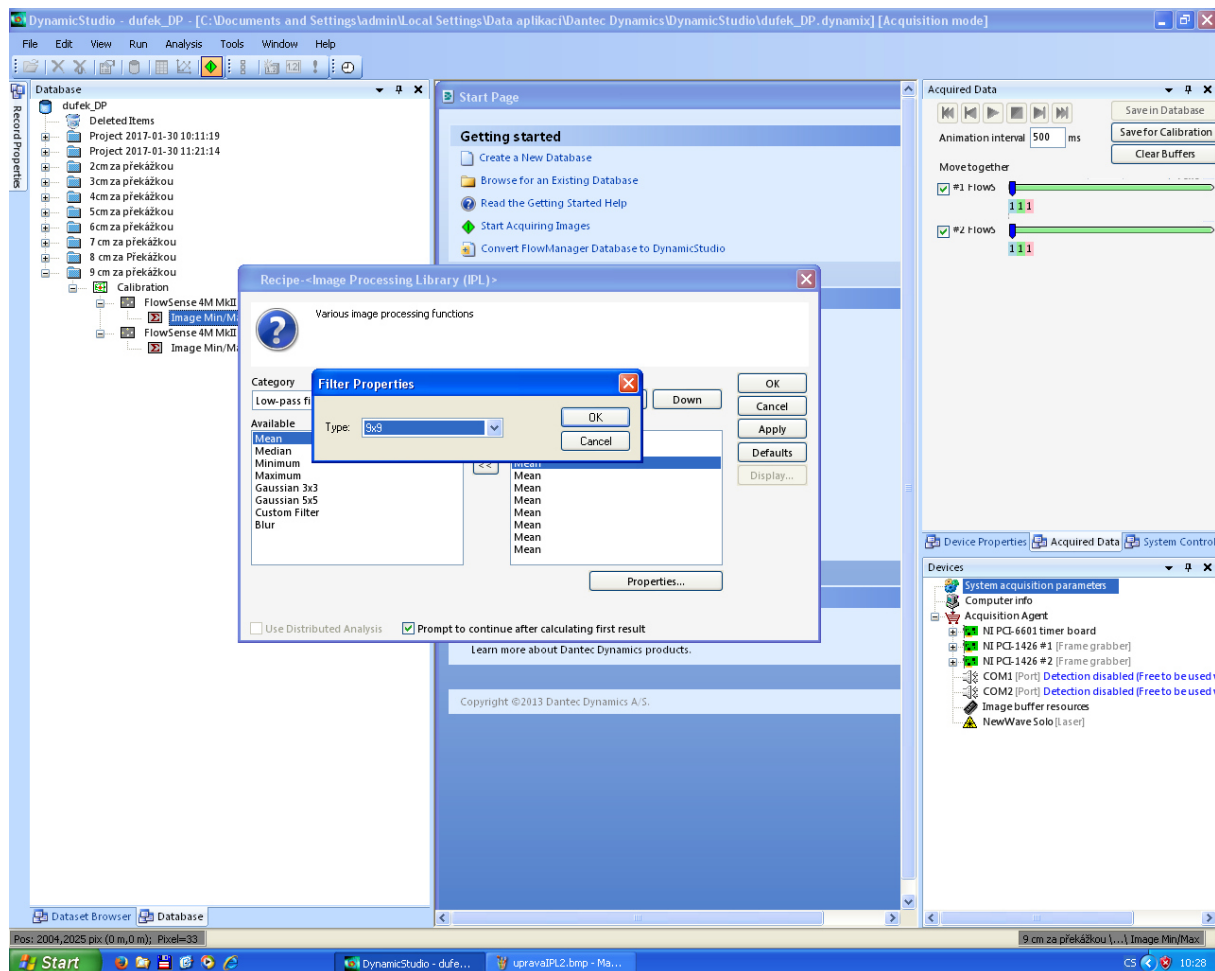 DynamicStudio - dufek_DP - [C:\Documents and Settings\admin\Local Settings\Data aplikací\Dantec Dynamics\DynamicStudio\dufek_DP.dynamix] [Acquisition mode]
File Edit View Run Analysis Tools Window Help
Record Properties
Database
dufek_DP
Deleted Items
Project 2017-01-30 10:11:19
Project 2017-01-30 11:21:14
2cm za překážkou
3cm za překážkou
4cm za překážkou
5cm za překážkou
6cm za překážkou
7 cm za překážkou
8 cm za Překážkou
9 cm za překážkou
Calibration
FlowSense 4M MkII
Image Min/Ma
FlowSense 4M MkII
Image Min/Ma
Dataset Browser Database
Start Page
Getting started
Create a New Database
Browse for an Existing Database
Read the Getting Started Help
Start Acquiring Images
Convert FlowManager Database to DynamicStudio
Recipe-<Image Processing Library (IPL)>
Various image processing functions
Category
Low-pass fi
Available
Mean
Median
Minimum
Maximum
Gaussian 3x3
Gaussian 5x5
Custom Filter
Blur
Filter Properties
Type: 9x9
OK
Cancel
Down
<<
Mean
Mean
Mean
Mean
Mean
Mean
Mean
Mean
OK
Cancel
Apply
Defaults
Display...
Properties...
Use Distributed Analysis Prompt to continue after calculating first result
Learn more about Dantec Dynamics products.
Copyright ©2013 Dantec Dynamics A/S.
Acquired Data
Save in Database
Animation interval 500 ms
Save for Calibration
Clear Buffers
Move together
#1 FlowS
1 1 1
#2 FlowS
1 1 1
Device Properties Acquired Data System Control
Devices
System acquisition parameters
Computer info
Acquisition Agent
NI PCI-6601 timer board
NI PCI-1426 #1 [Frame grabber]
NI PCI-1426 #2 [Frame grabber]
COM1 [Port] Detection disabled (Free to be used
COM2 [Port] Detection disabled (Free to be used
Image buffer resources
NewWave Solo [Laser]
Pos: 2004,2025 pix (0 m,0 m); Pixel=33
9 cm za překážkou \...\ Image Min/Max
Start
DynamicStudio - dufe...
upravaIPL2.bmp - Ma...
CS
10:28